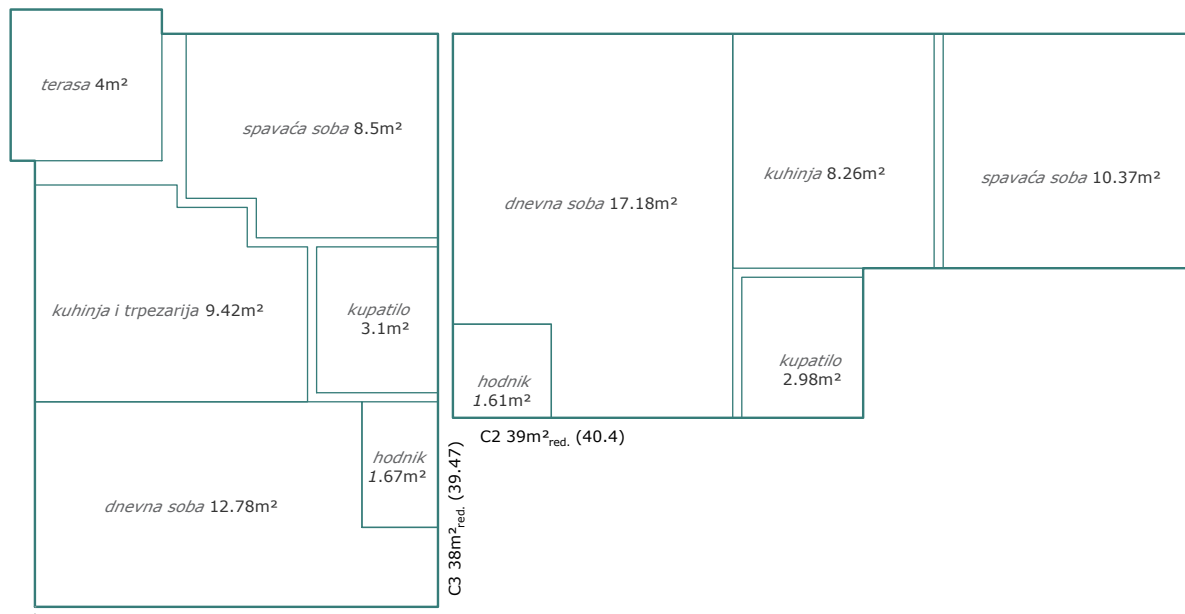 terasa 4m²
spavaća soba 8.5m²
kuhinja i trpezarija 9.42m²
kupatilo
3.1m²
hodnik
1.67m²
dnevna soba 12.78m²
C3 38m²red. (39.47)
dnevna soba 17.18m²
kuhinja 8.26m²
spavaća soba 10.37m²
hodnik
1.61m²
kupatilo
2.98m²
C2 39m²red. (40.4)